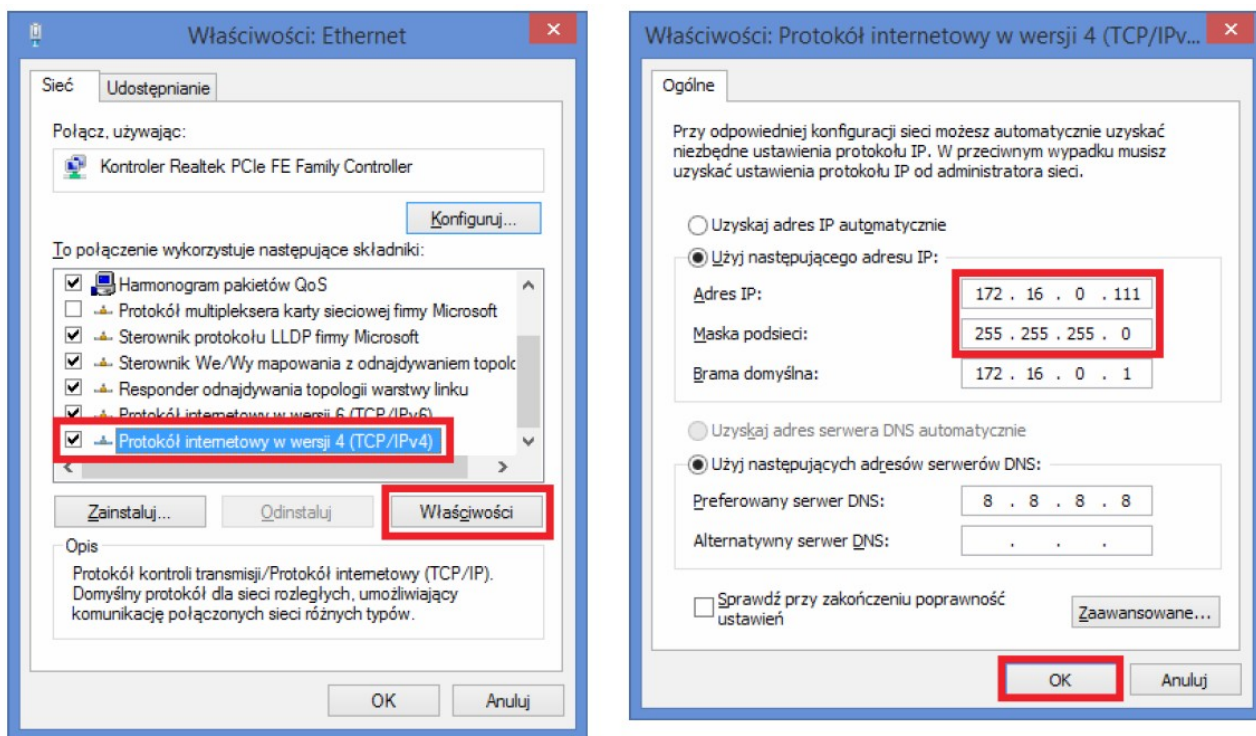 Właściwości: Ethernet
Sieć
Udostępnianie
Połącz, używając:
Kontroler Realtek PCIe FE Family Controller
Konfiguruj...
To połączenie wykorzystuje następujące składniki:
Harmonogram pakietów QoS
Protokół multipleksera karty sieciowej firmy Microsoft
Sterownik protokołu LLDP firmy Microsoft
Sterownik We/Wy mapowania z odnajdywaniem topolo
Responder odnajdywania topologii warstwy linku
Protokół internetowy w wersji 6 (TCP/IPv6)
Protokół internetowy w wersji 4 (TCP/IPv4)
Zainstaluj...
Odinstaluj
Właściwości
Opis
Protokół kontroli transmisji/Protokół internetowy (TCP/IP).
Domyślny protokół dla sieci rozległych, umożliwiający
komunikację połączonych sieci różnych typów.
OK
Anuluj
Właściwości: Protokół internetowy w wersji 4 (TCP/IPv...
Ogólne
Przy odpowiedniej konfiguracji sieci możesz automatycznie uzyskać
niezbędne ustawienia protokołu IP. W przeciwnym wypadku musisz
uzyskać ustawienia protokołu IP od administratora sieci.
Uzyskaj adres IP automatycznie
Użyj następującego adresu IP:
Adres IP: 172 . 16 . 0 . 111
Maska podsieci: 255 . 255 . 255 . 0
Brama domyślna: 172 . 16 . 0 . 1
Uzyskaj adres serwera DNS automatycznie
Użyj następujących adresów serwerów DNS:
Preferowany serwer DNS: 8 . 8 . 8 . 8
Alternatywny serwer DNS: . . .
Sprawdź przy zakończeniu poprawność
ustawień
Zaawansowane...
OK
Anuluj